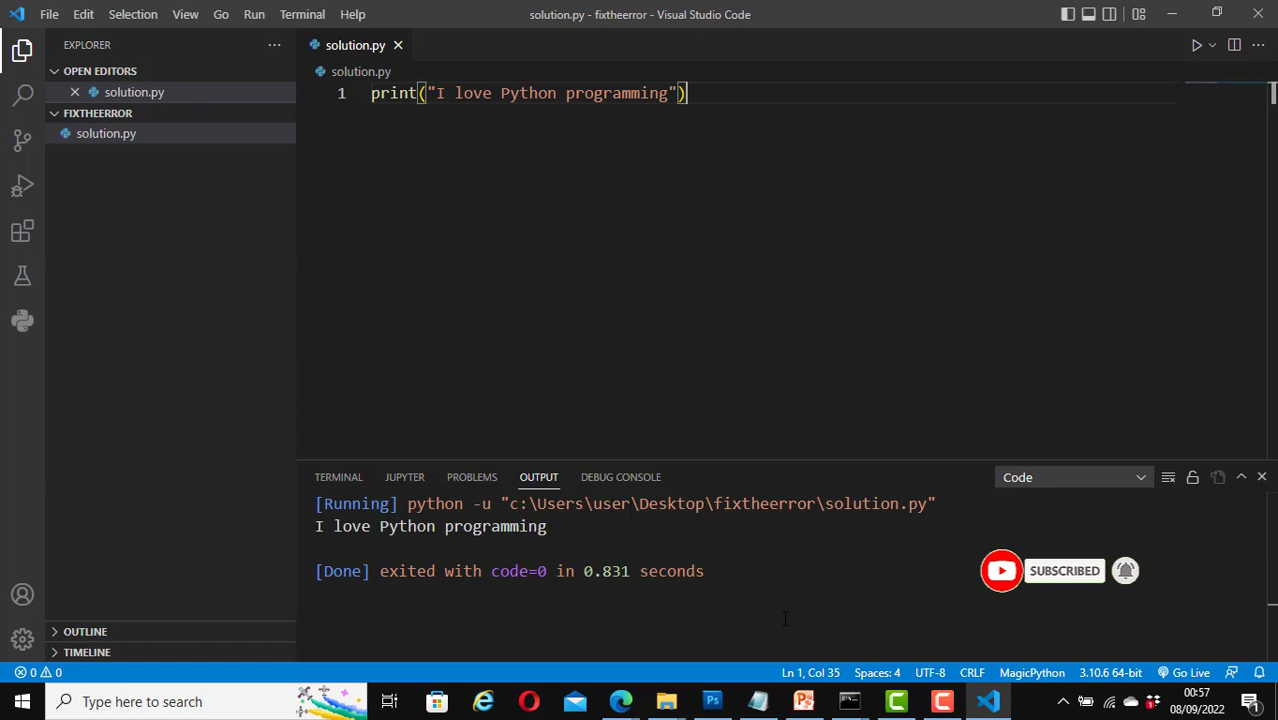 File Edit Selection View Go Run Terminal Help
solution.py - fixtheerror - Visual Studio Code
EXPLORER
OPEN EDITORS
solution.py
FIXTHEERROR
solution.py
OUTLINE
TIMELINE
solution.py
solution.py
1 print("I love Python programming")
TERMINAL JUPYTER PROBLEMS OUTPUT DEBUG CONSOLE
Code
[Running] python -u "c:\Users\user\Desktop\fixtheerror\solution.py"
I love Python programming
[Done] exited with code=0 in 0.831 seconds
SUBSCRIBED
0 0
Ln 1, Col 35 Spaces: 4 UTF-8 CRLF MagicPython 3.10.6 64-bit Go Live
Type here to search
00:57
08/09/2022